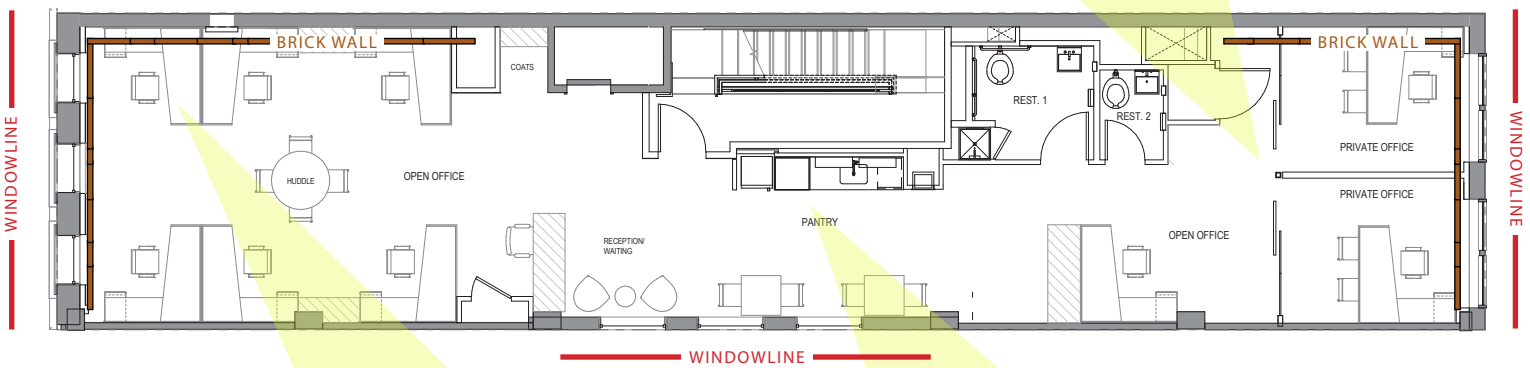 WINDOWLINE
BRICK WALL
COATS
HUDDLE
OPEN OFFICE
RECEPTION/
WAITING
PANTRY
REST. 1
REST. 2
OPEN OFFICE
BRICK WALL
PRIVATE OFFICE
PRIVATE OFFICE
WINDOWLINE
WINDOWLINE